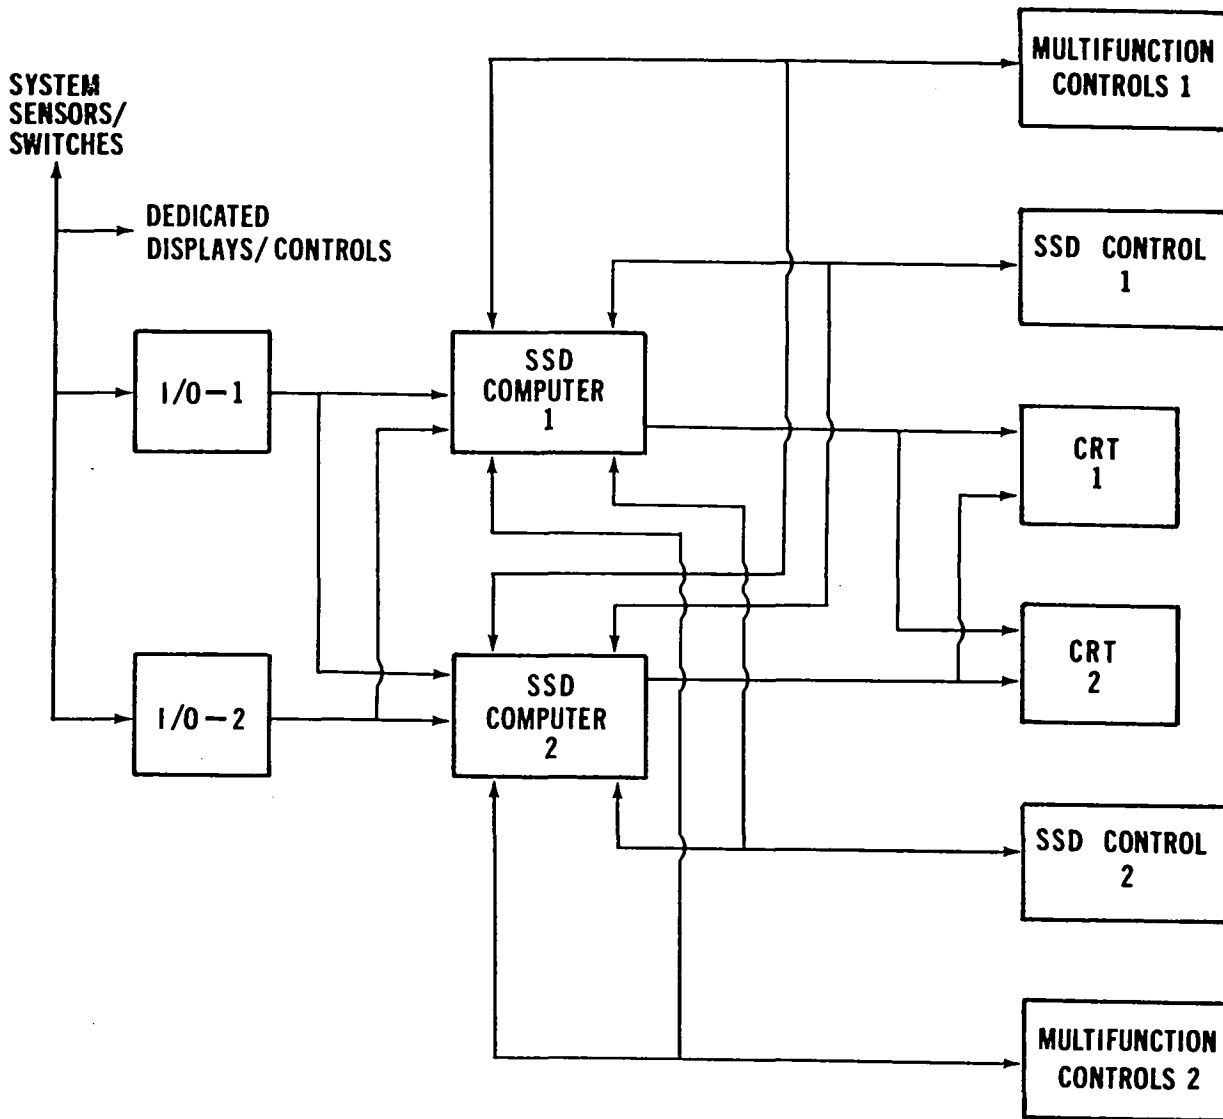 MULTIFUNCTION
CONTROLS 1
SYSTEM
SENSORS/
SWITCHES
DEDICATED
DISPLAYS/CONTROLS
SSD CONTROL
1
I/O-1
SSD
COMPUTER
1
CRT
1
I/O-2
SSD
COMPUTER
2
CRT
2
SSD CONTROL
2
MULTIFUNCTION
CONTROLS 2